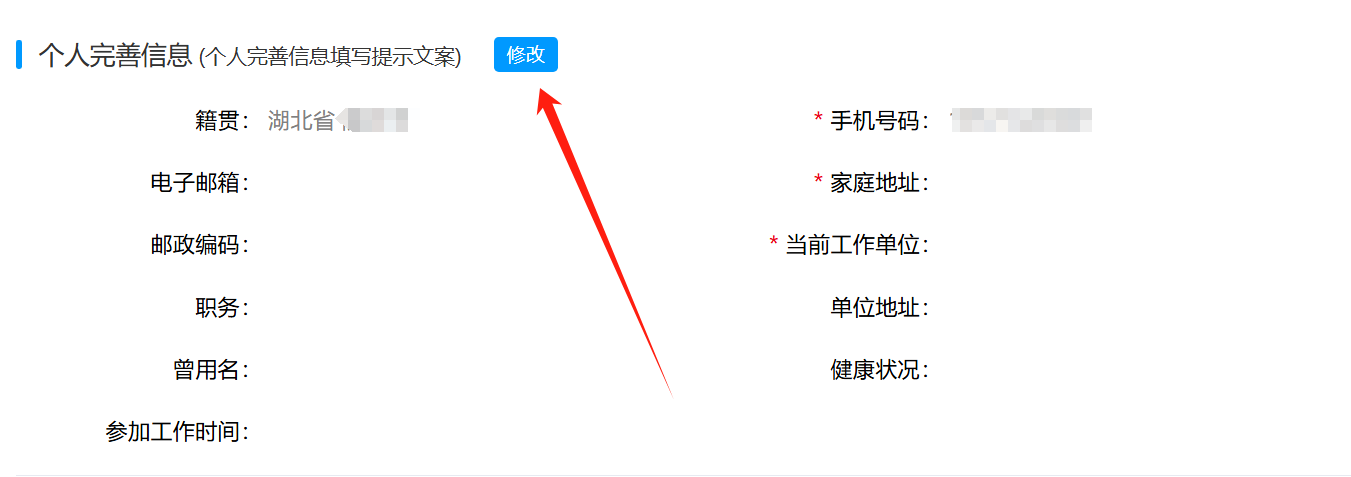 个人完善信息 (个人完善信息填写提示文案) 修改
籍贯： 湖北省 * 手机号码：
电子邮箱： * 家庭地址：
邮政编码： * 当前工作单位：
职务： 单位地址：
曾用名： 健康状况：
参加工作时间：